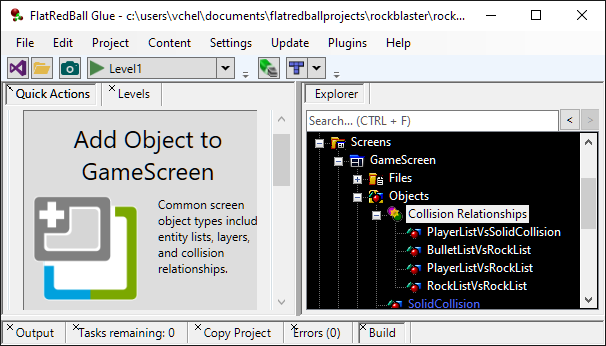 FlatRedBall Glue - c:\users\vchel\documents\flatredballprojects\rockblaster\rock...
File Edit Project Content Settings Update Plugins Help
Level1
Quick Actions Levels
Add Object to
GameScreen
Common screen
object types includ
entity lists, layers,
and collision
relationships.
Explorer
Search... (CTRL + F)
< >
Screens
GameScreen
Files
Objects
Collision Relationships
PlayerListVsSolidCollision
BulletListVsRockList
PlayerListVsRockList
RockListVsRockList
SolidCollision
Output Tasks remaining: 0 Copy Project Errors (0) Build